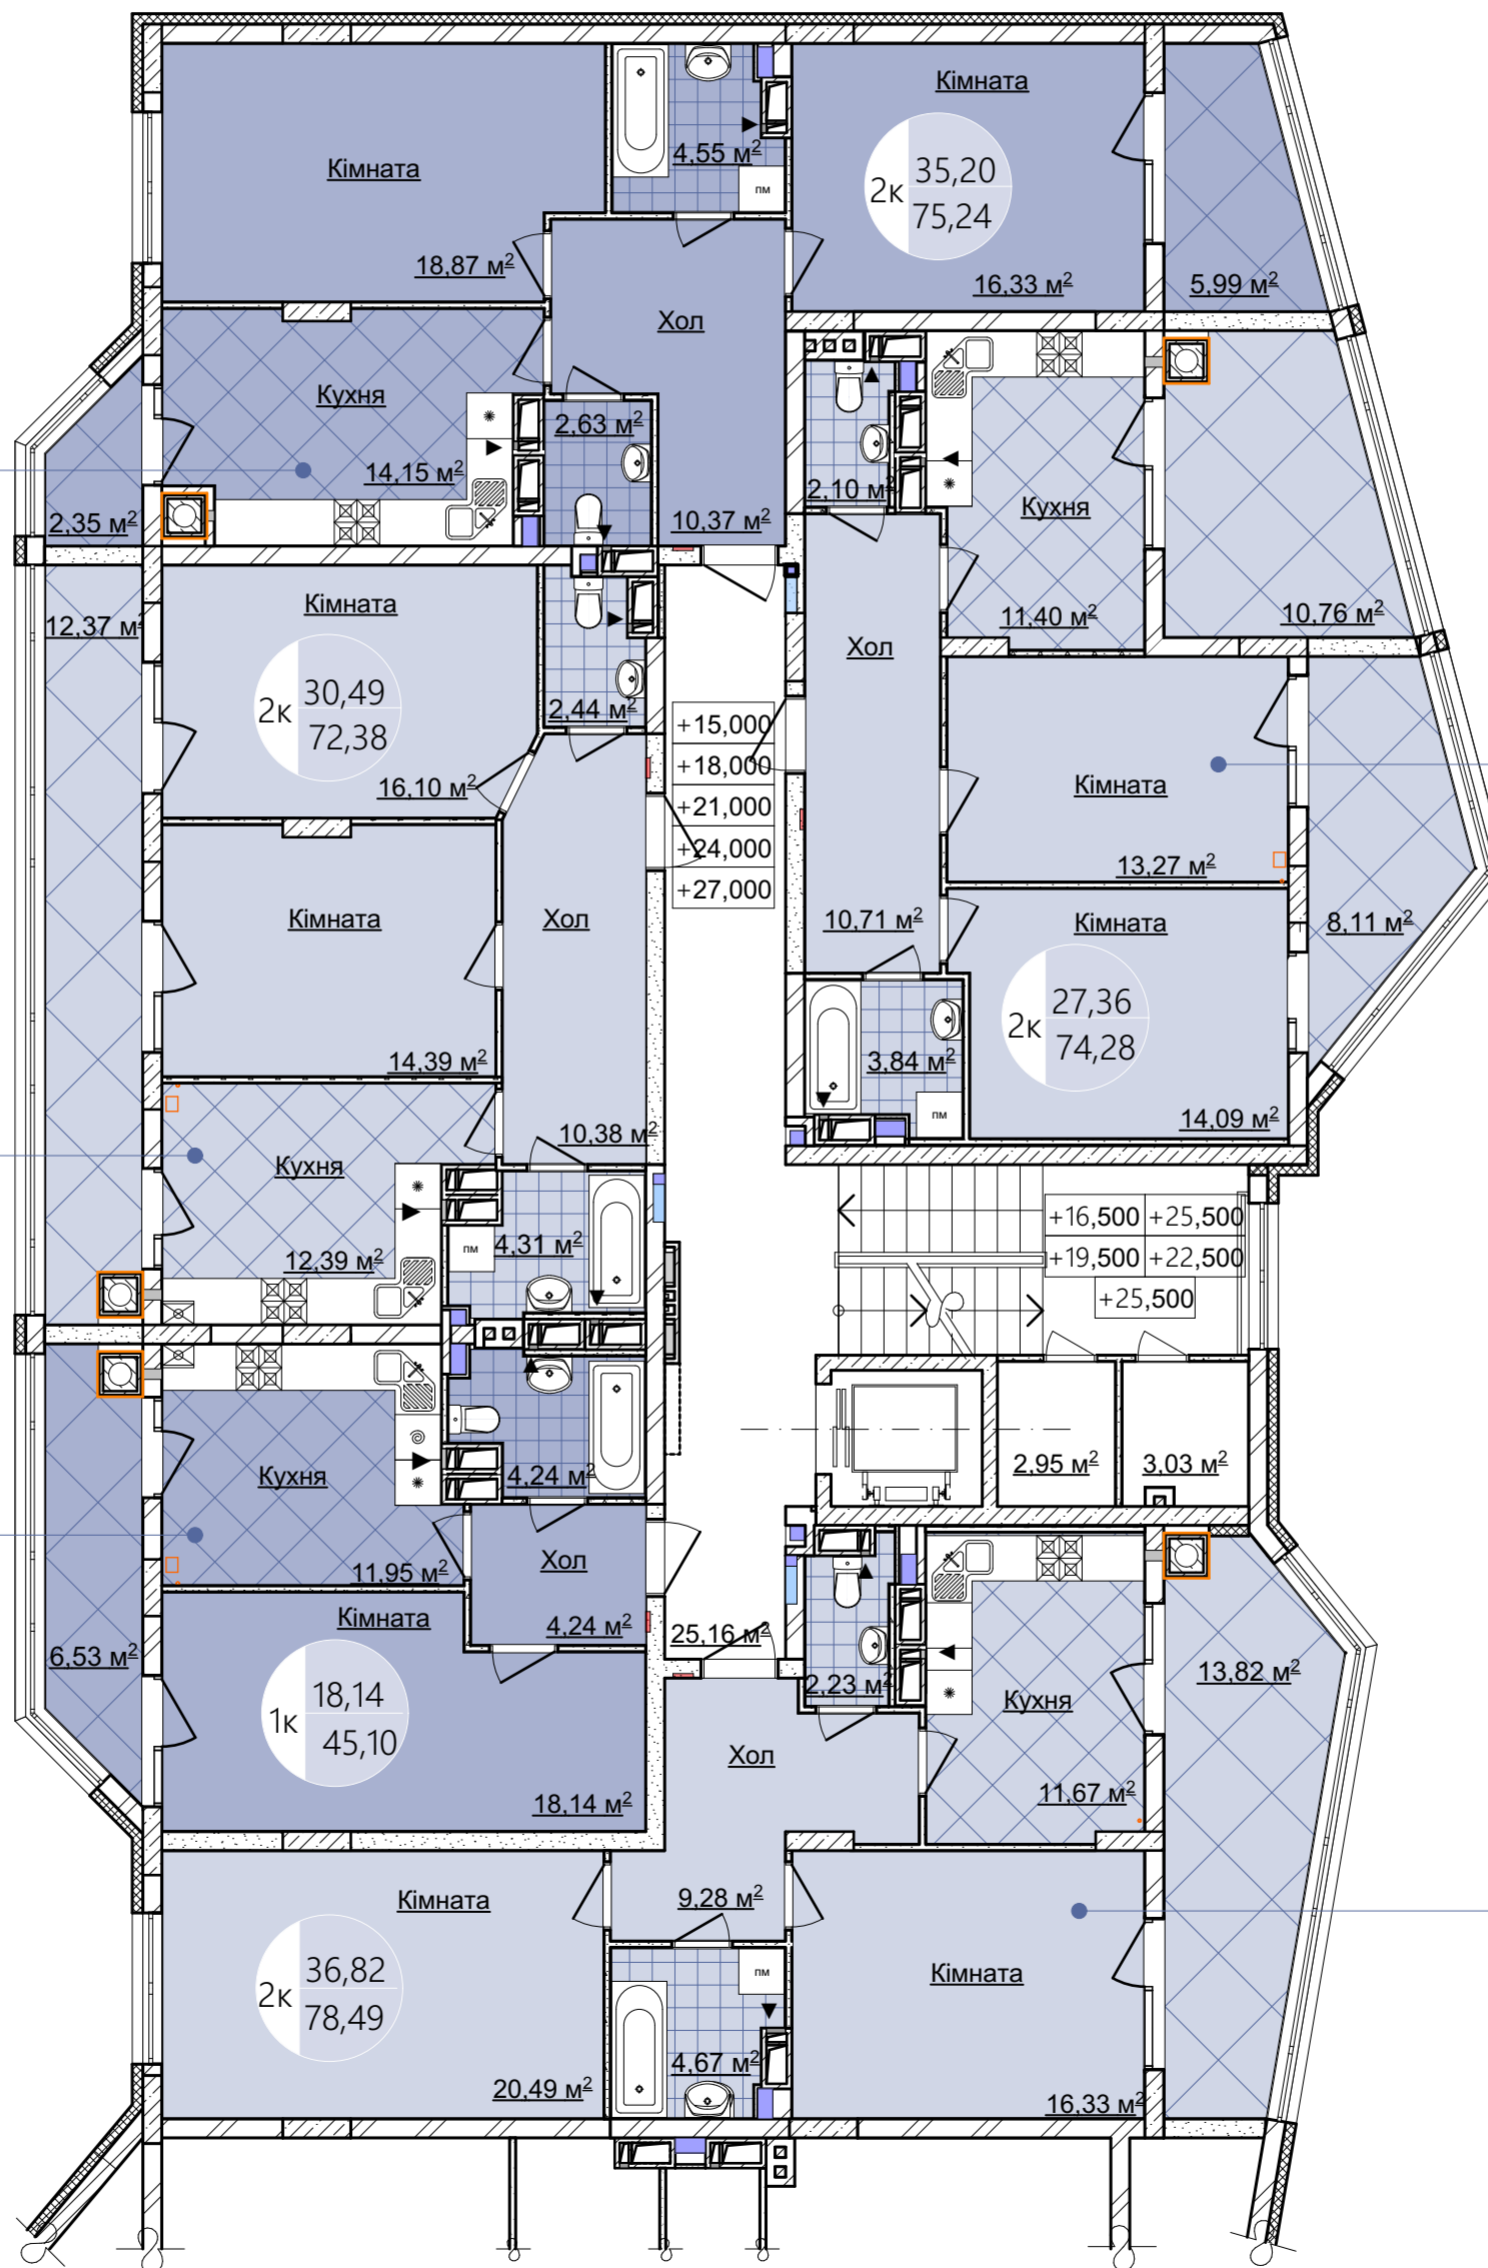 Кімната
18,87 м²
4,55 м²
пм
Кімната
2к
35,20
75,24
16,33 м²
5,99 м²
Хол
10,37 м²
Кухня
14,15 м²
2,35 м²
2,63 м²
2,10 м²
Кухня
11,40 м²
10,76 м²
12,37 м²
Кімната
2к
30,49
72,38
16,10 м²
2,44 м²
+15,000
+18,000
+21,000
+24,000
+27,000
Хол
10,71 м²
Кімната
13,27 м²
8,11 м²
Кімната
14,39 м²
Хол
10,38 м²
Кімната
2к
27,36
74,28
14,09 м²
3,84 м²
пм
Кухня
12,39 м²
пм
4,31 м²
+16,500 +25,500
+19,500 +22,500
+25,500
2,95 м²
3,03 м²
4,24 м²
Кухня
11,95 м²
Хол
4,24 м²
6,53 м²
Кімната
1к
18,14
45,10
18,14 м²
25,16 м²
2,23 м²
Кухня
11,67 м²
13,82 м²
Хол
9,28 м²
Кімната
2к
36,82
78,49
20,49 м²
пм
4,67 м²
Кімната
16,33 м²